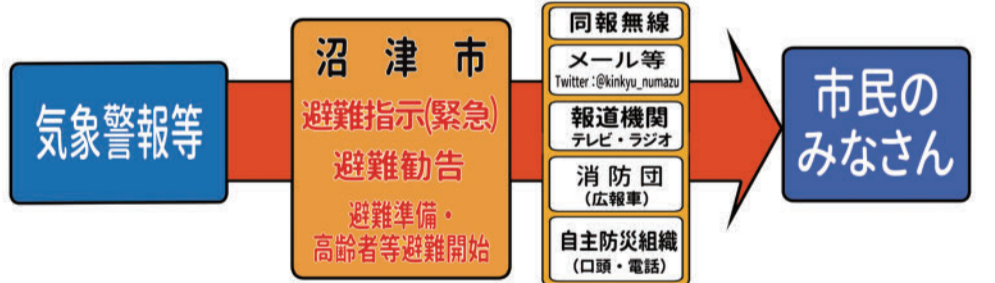 気象警報等
沼津市
避難指示(緊急)
避難勧告
避難準備・
高齢者等避難開始
同報無線
メール等
Twitter:@kinkyu_numazu
報道機関
テレビ・ラジオ
消防団
(広報車)
自主防災組織
(口頭・電話)
市民の
みなさん